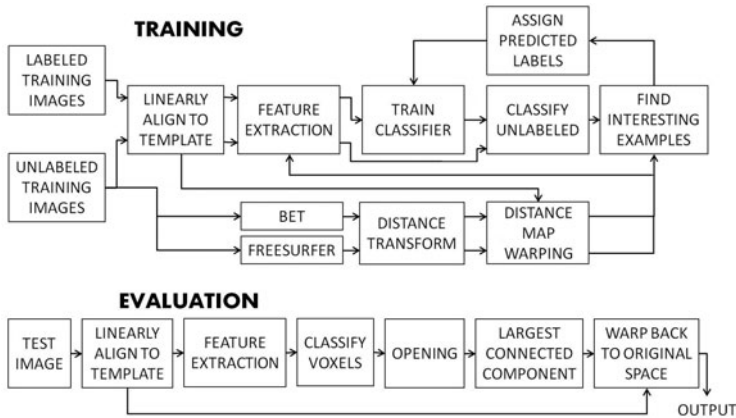 TRAINING
ASSIGN
PREDICTED
LABELS
LABELED
TRAINING
IMAGES
LINEARLY
ALIGN TO
TEMPLATE
FEATURE
EXTRACTION
TRAIN
CLASSIFIER
CLASSIFY
UNLABELED
FIND
INTERESTING
EXAMPLES
UNLABELED
TRAINING
IMAGES
BET
FREESURFER
DISTANCE
TRANSFORM
DISTANCE
MAP
WARPING
EVALUATION
TEST
IMAGE
LINEARLY
ALIGN TO
TEMPLATE
FEATURE
EXTRACTION
CLASSIFY
VOXELS
OPENING
LARGEST
CONNECTED
COMPONENT
WARP BACK
TO ORIGINAL
SPACE
OUTPUT